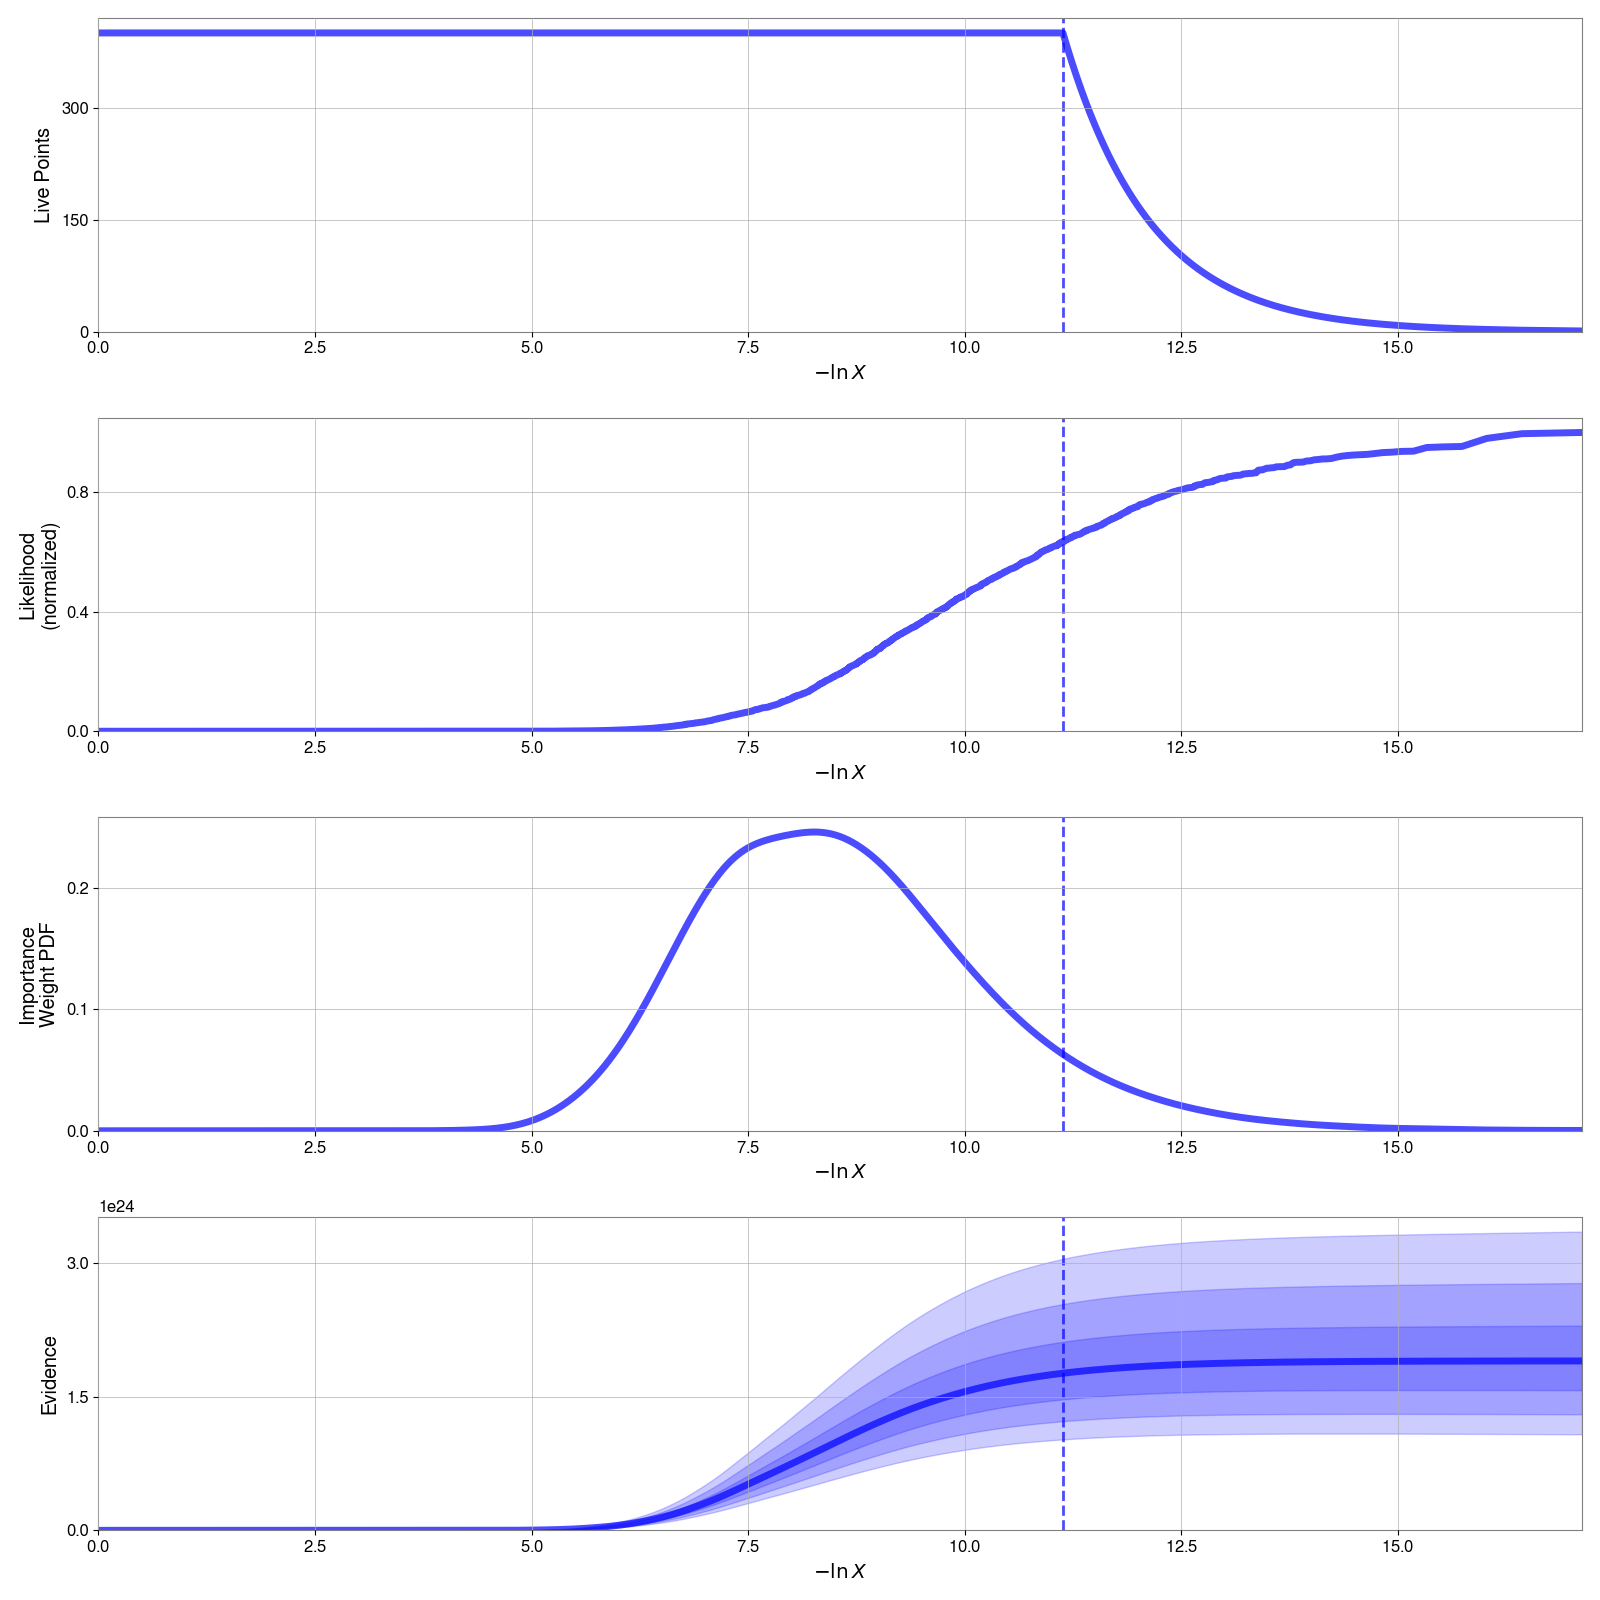 300
150
0
Live Points
0.0 2.5 5.0 7.5 10.0 12.5 15.0
−ln X
0.8
0.4
0.0
Likelihood
(normalized)
0.0 2.5 5.0 7.5 10.0 12.5 15.0
−ln X
0.2
0.1
0.0
Importance
Weight PDF
0.0 2.5 5.0 7.5 10.0 12.5 15.0
−ln X
1e24
3.0
1.5
0.0
Evidence
0.0 2.5 5.0 7.5 10.0 12.5 15.0
−ln X